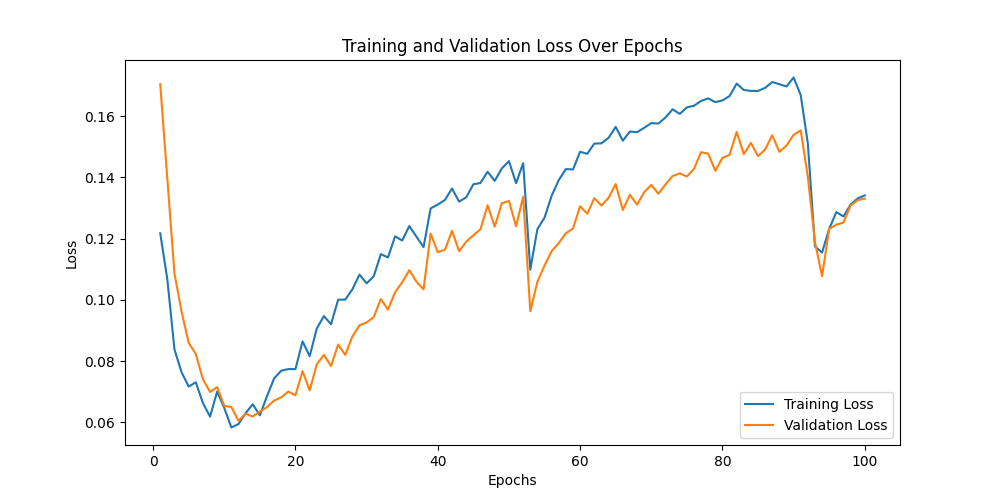 Training and Validation Loss Over Epochs
Loss
0.16
0.14
0.12
0.10
0.08
0.06
0
20
40
60
80
100
Epochs
Training Loss
Validation Loss